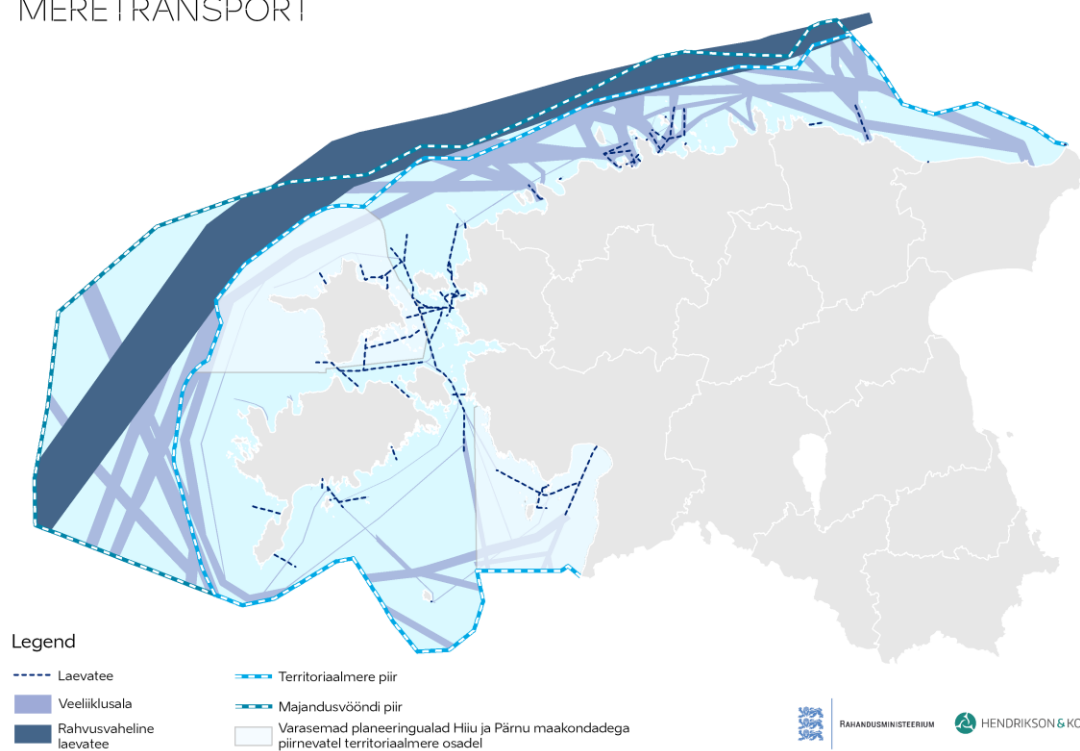 MERETRANSPORT
Legend
Laevatee
Veeliiklusala
Rahvusvaheline
laevatee
Territoriaalmere piir
Majandusvööndi piir
Varasemad planeeringualad Hiiu ja Pärnu maakondadega
piirnevatel territoriaalmere osadel
RAHANDUSMINISTEERIUM
HENDRIKSON & KO